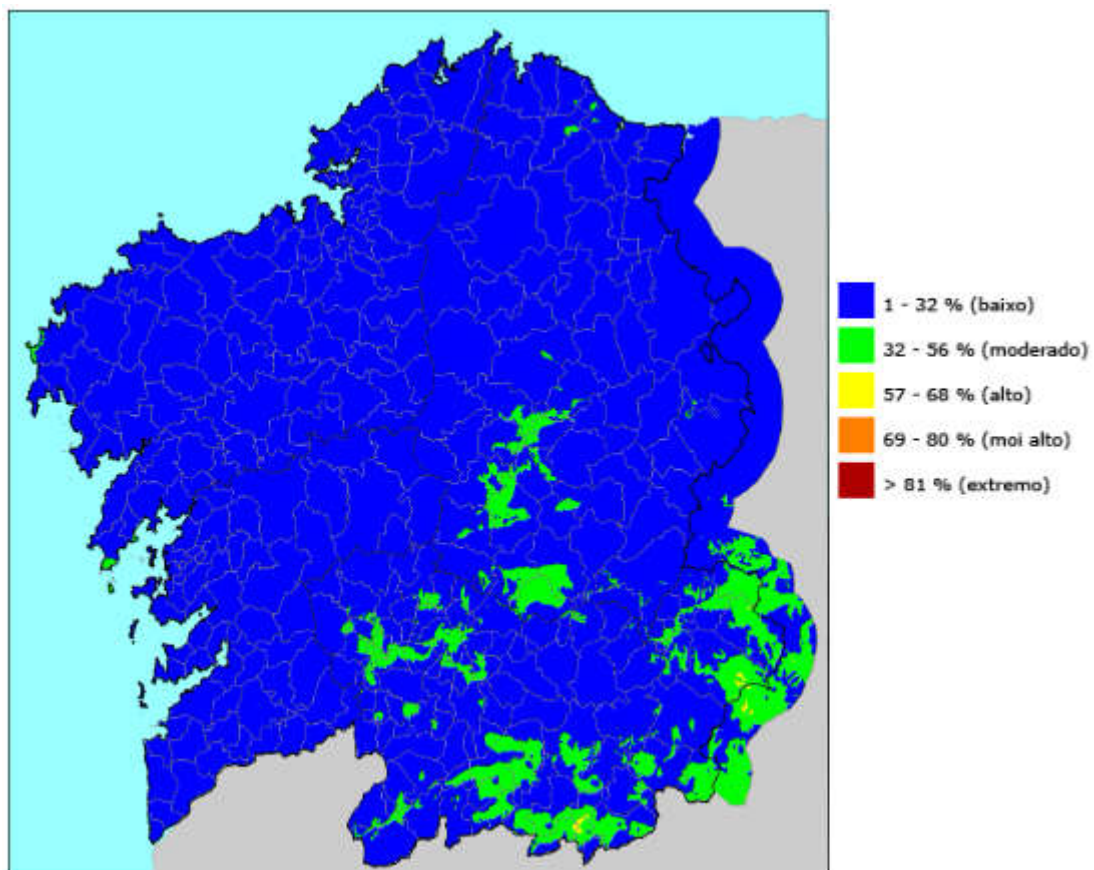 1 - 32 % (baixo)
32 - 56 % (moderado)
57 - 68 % (alto)
69 - 80 % (moi alto)
> 81 % (extremo)